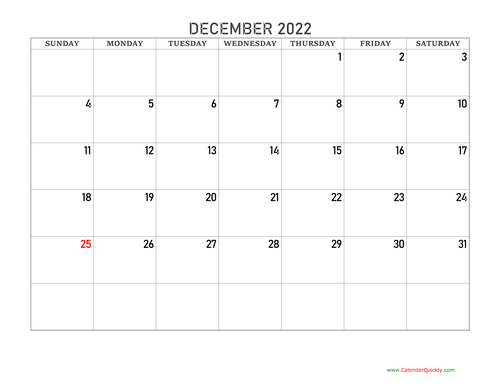 DECEMBER 2022
SUNDAY MONDAY TUESDAY WEDNESDAY THURSDAY FRIDAY SATURDAY
1 2 3
4 5 6 7 8 9 10
11 12 13 14 15 16 17
18 19 20 21 22 23 24
25 26 27 28 29 30 31
www.CalendarQuickly.com